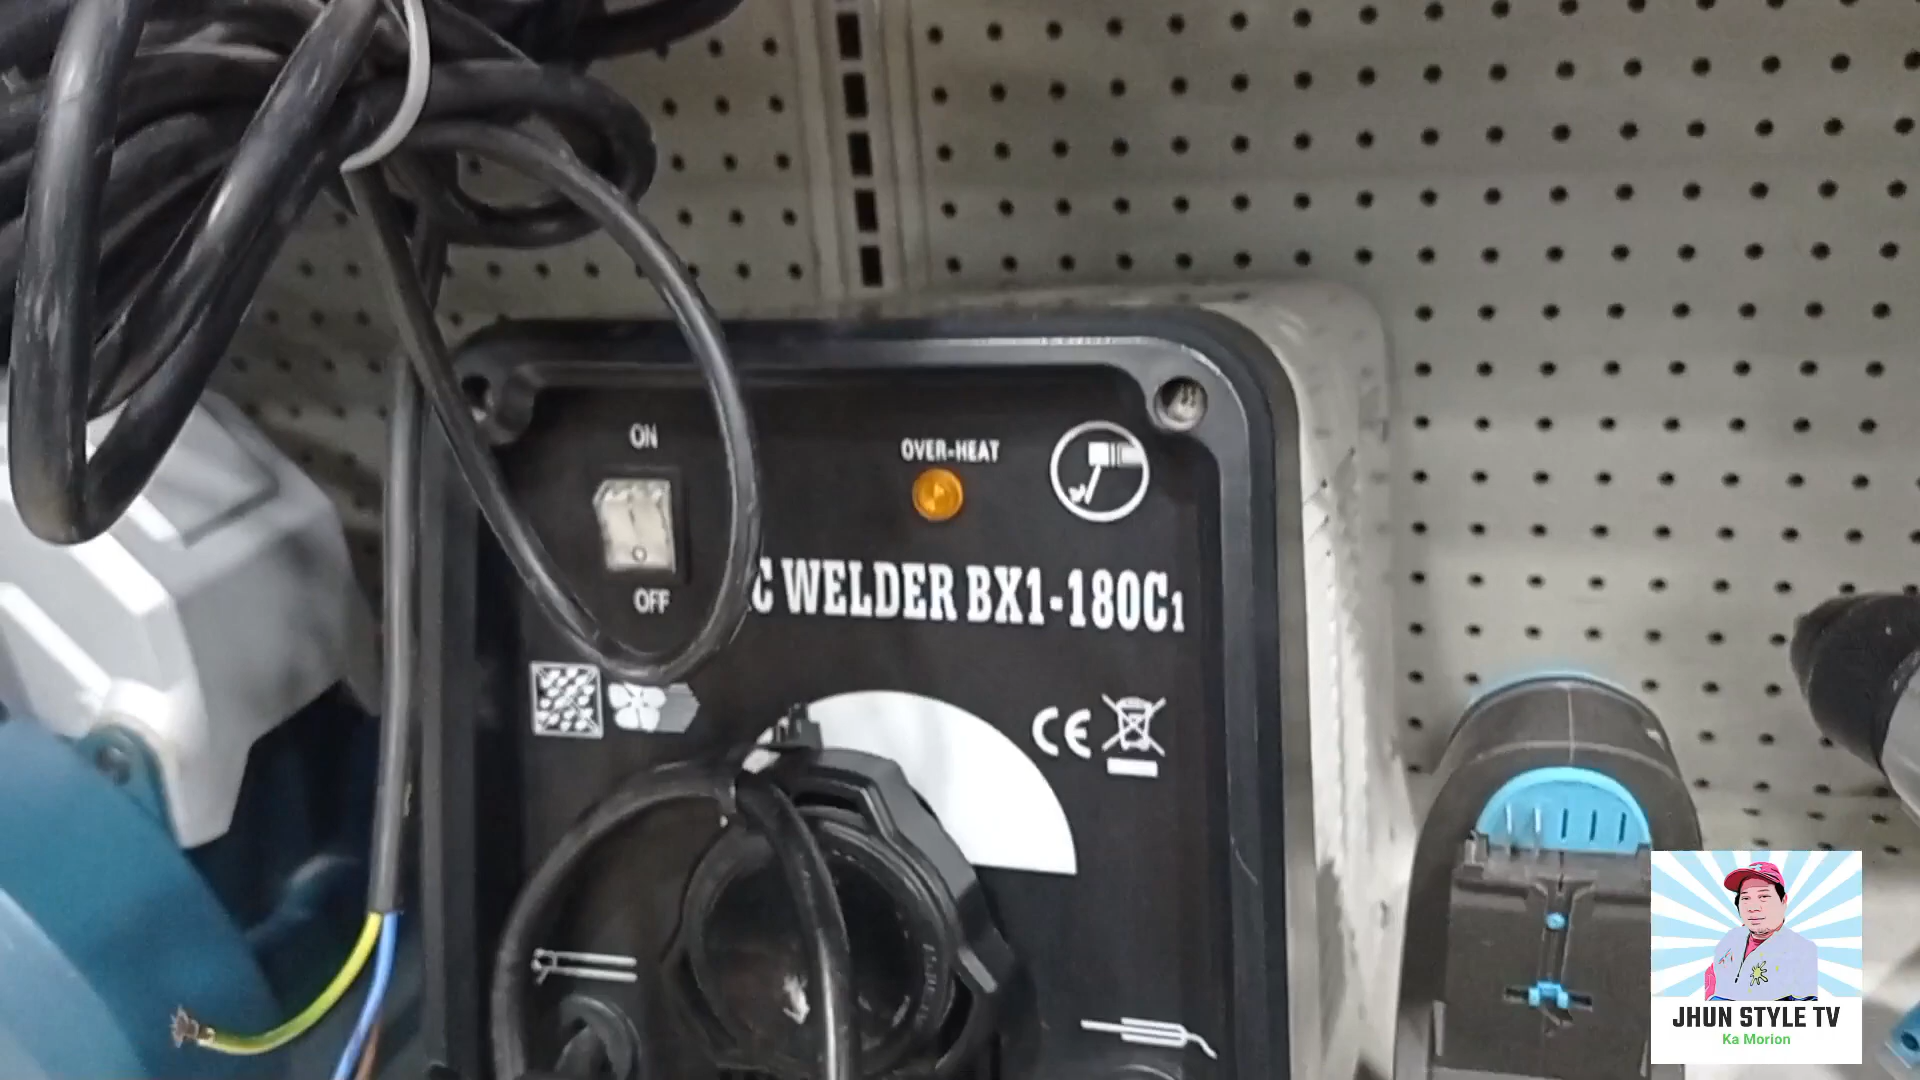 ON
OVER-HEAT
OFF
C WELDER BX1-180C1
CE
JHUN STYLE TV
Ka Morion